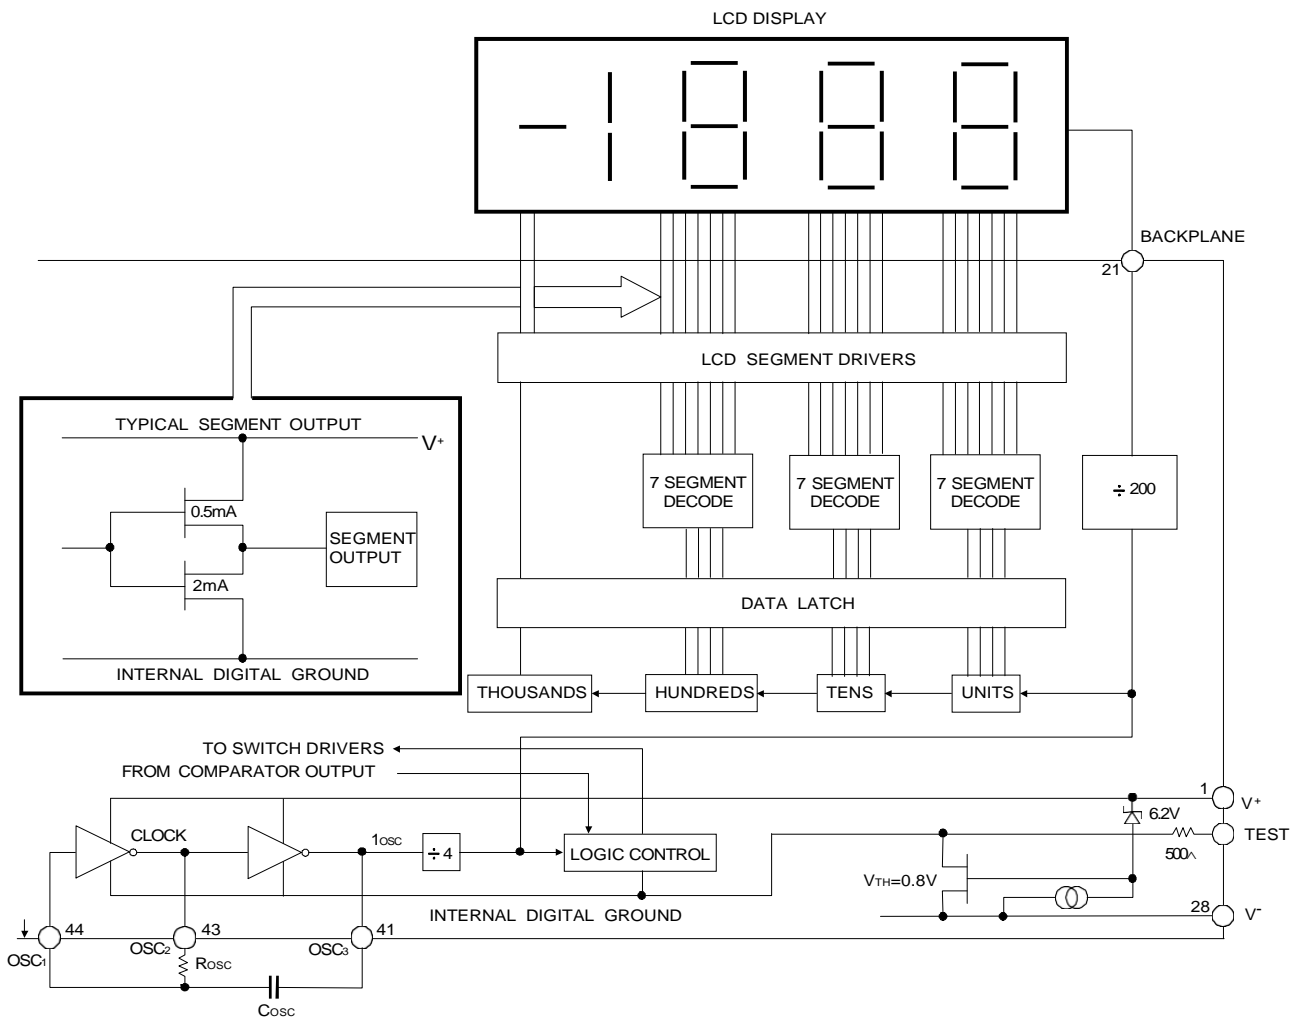 LCD DISPLAY
BACKPLANE
21
LCD SEGMENT DRIVERS
TYPICAL SEGMENT OUTPUT
V+
0.5mA
SEGMENT
OUTPUT
2mA
INTERNAL DIGITAL GROUND
7 SEGMENT
DECODE
7 SEGMENT
DECODE
7 SEGMENT
DECODE
÷ 200
DATA LATCH
THOUSANDS
HUNDREDS
TENS
UNITS
TO SWITCH DRIVERS
FROM COMPARATOR OUTPUT
1
V+
6.2V
TEST
500
CLOCK
1OSC
÷ 4
LOGIC CONTROL
VTH=0.8V
INTERNAL DIGITAL GROUND
28
V-
44
43
41
OSC1
OSC2
OSC3
ROSC
COSC